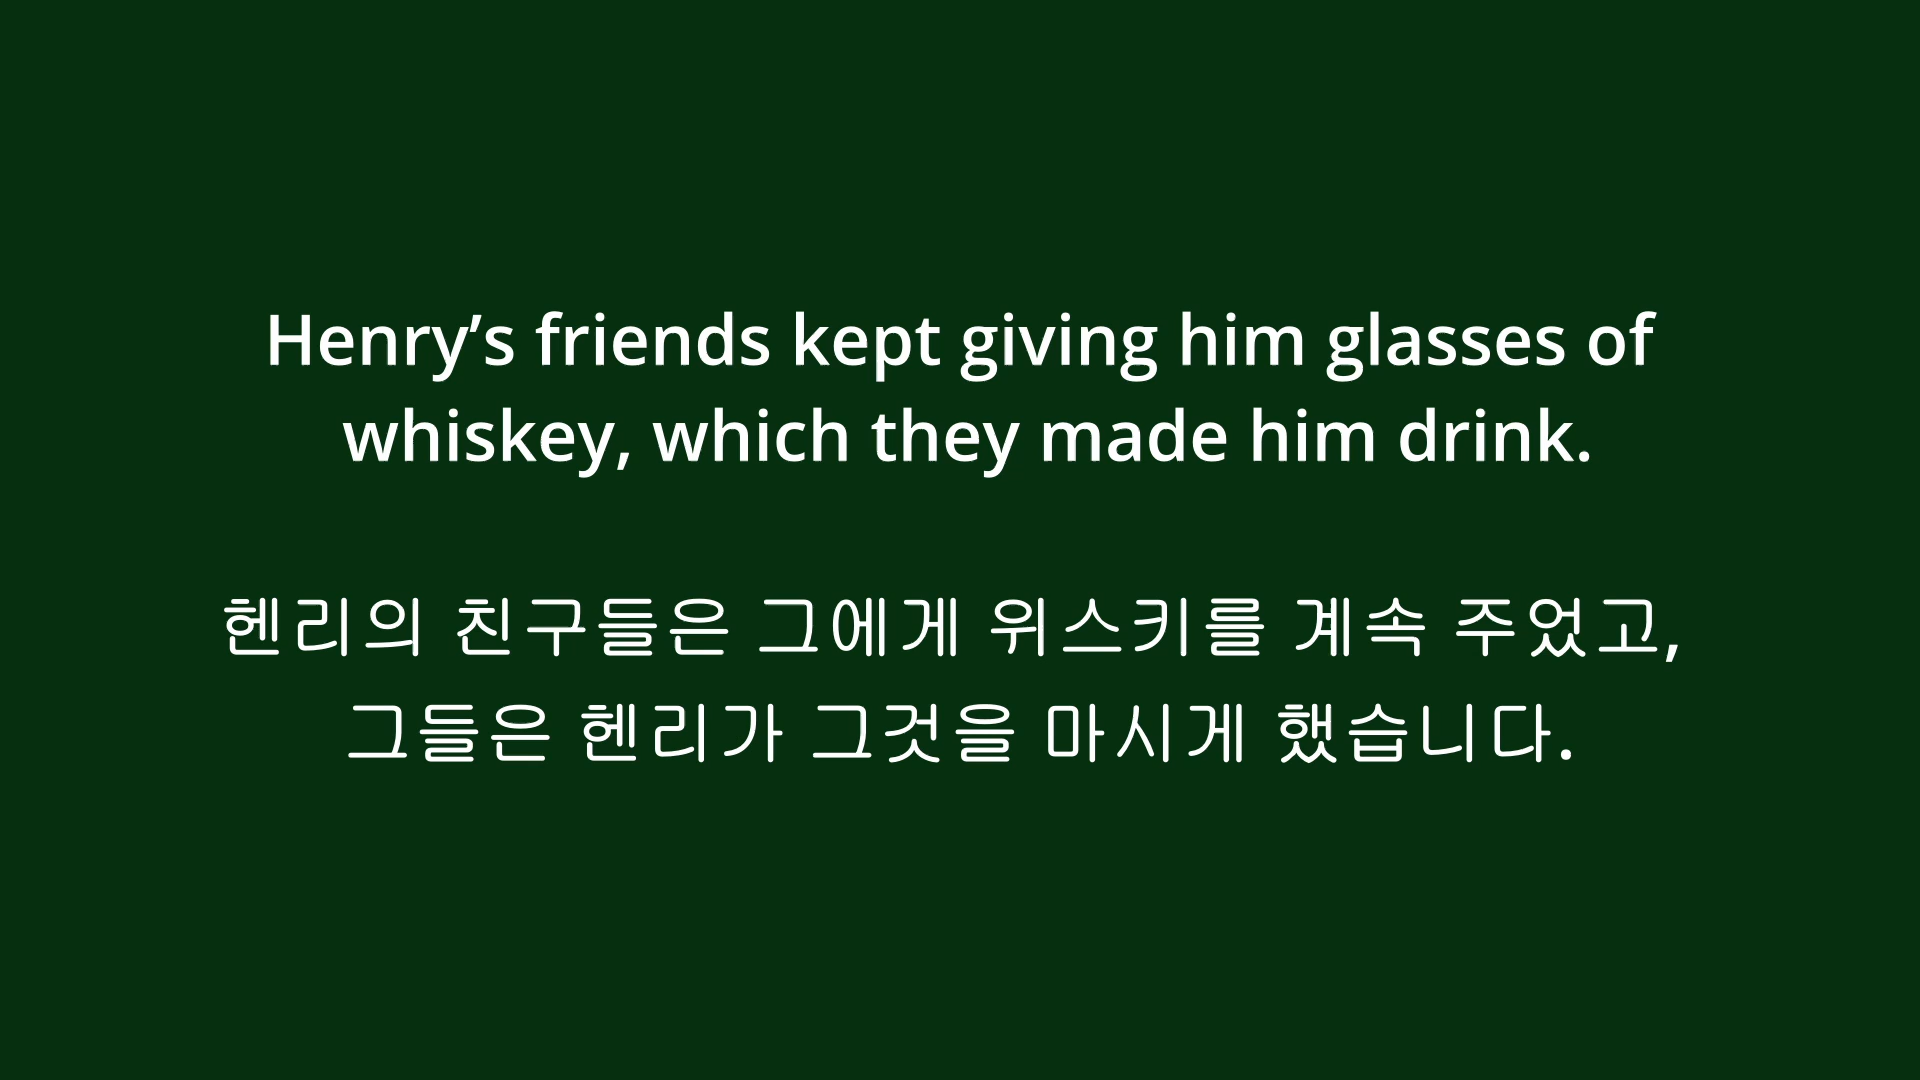 Henry’s friends kept giving him glasses of
whiskey, which they made him drink.
헨리의 친구들은 그에게 위스키를 계속 주었고,
그들은 헨리가 그것을 마시게 했습니다.